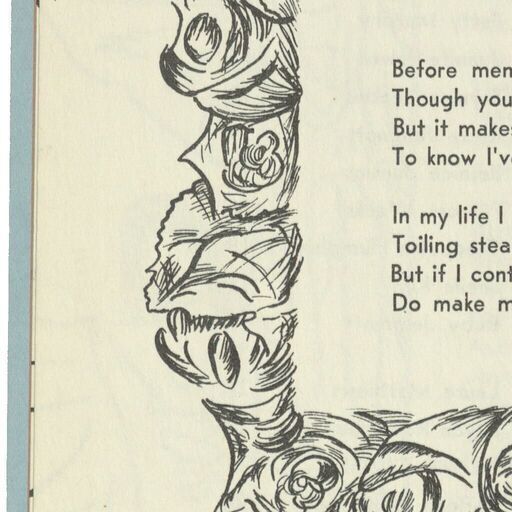 Before men
Though you
But it makes
To know I've
In my life I
Toiling stea
But if I cont
Do make m